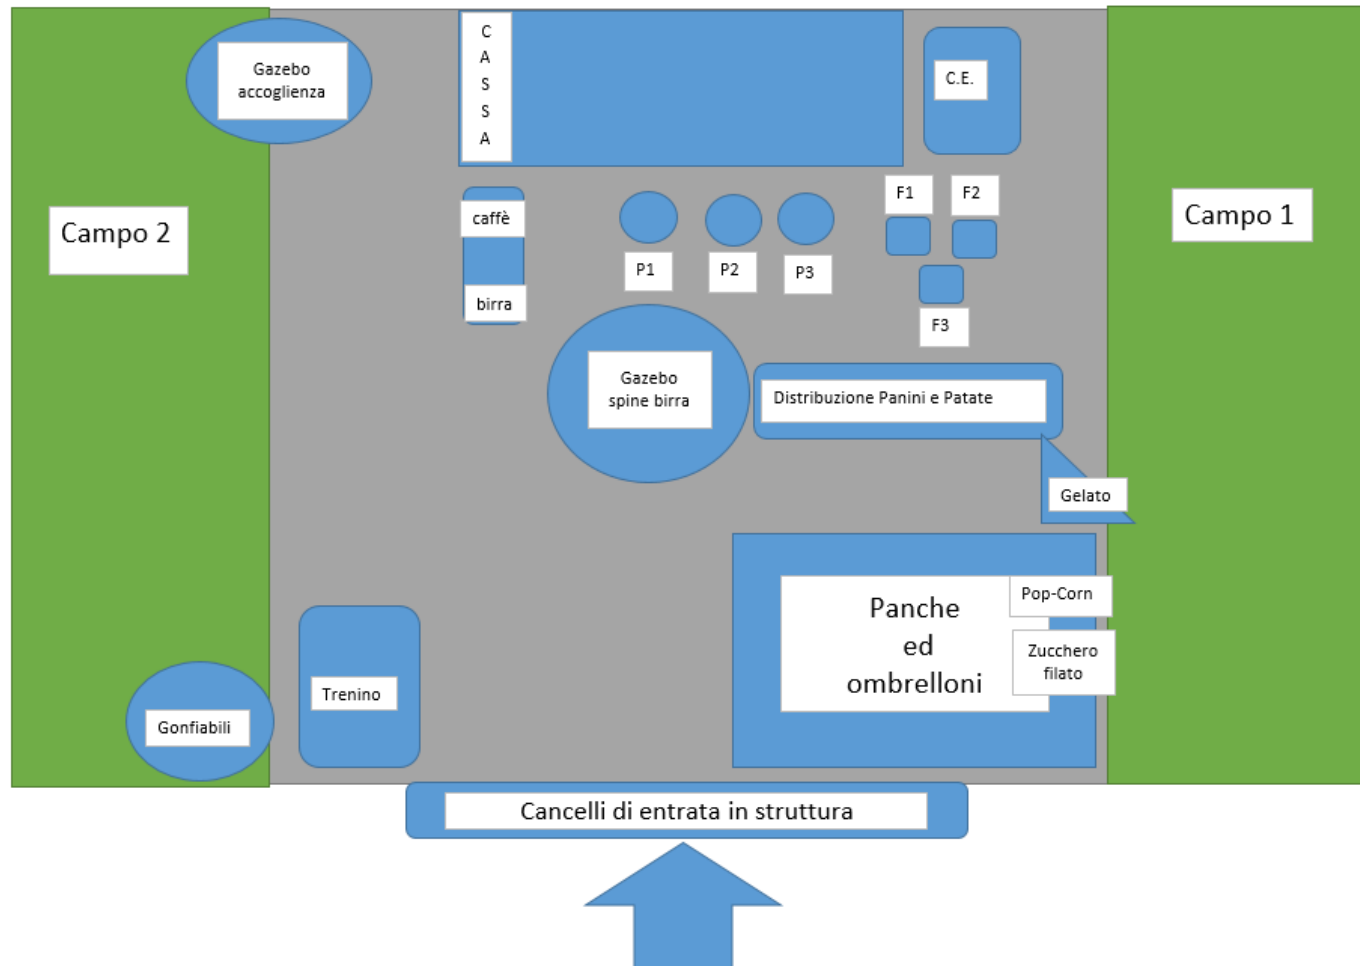 C
A
S
S
A
Gazebo
accoglienza
C.E.
F1
F2
Campo 2
caffè
Campo 1
P1
P2
P3
birra
F3
Gazebo
spine birra
Distribuzione Panini e Patate
Gelato
Panche
ed
ombrelloni
Pop-Corn
Zucchero
filato
Trenino
Gonfiabili
Cancelli di entrata in struttura